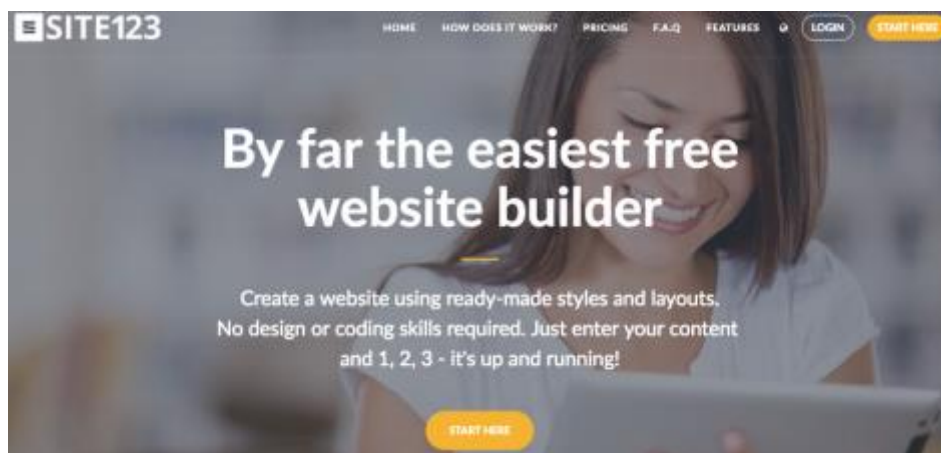 SITE123
HOME HOW DOES IT WORK? PRICING F.A.Q FEATURES LOGIN START HERE
By far the easiest free
website builder
Create a website using ready-made styles and layouts.
No design or coding skills required. Just enter your content
and 1, 2, 3 - it's up and running!
START HERE